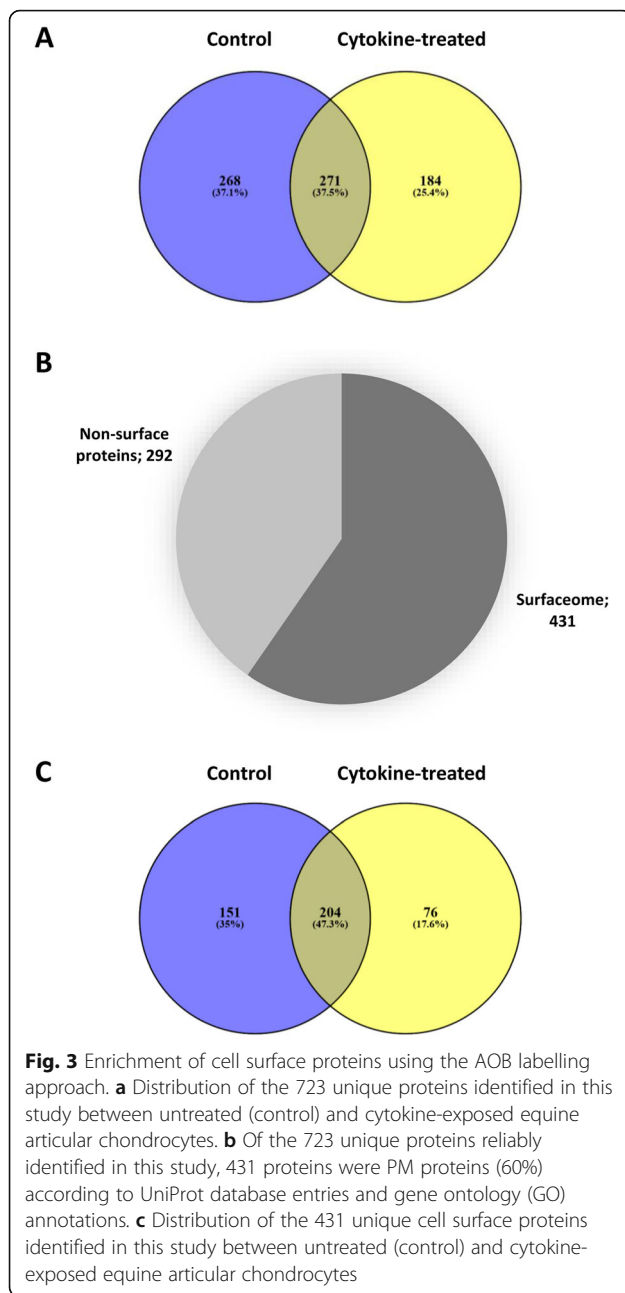 A
Control Cytokine-treated
268 271 184
(37.1%) (37.5%) (25.4%)
B
Non-surface
proteins; 292
Surfaceome;
431
C
Control Cytokine-treated
151 204 76
(35%) (47.3%) (17.6%)
Fig. 3 Enrichment of cell surface proteins using the AOB labelling
approach. a Distribution of the 723 unique proteins identified in this
study between untreated (control) and cytokine-exposed equine
articular chondrocytes. b Of the 723 unique proteins reliably
identified in this study, 431 proteins were PM proteins (60%)
according to UniProt database entries and gene ontology (GO)
annotations. c Distribution of the 431 unique cell surface proteins
identified in this study between untreated (control) and cytokine-
exposed equine articular chondrocytes